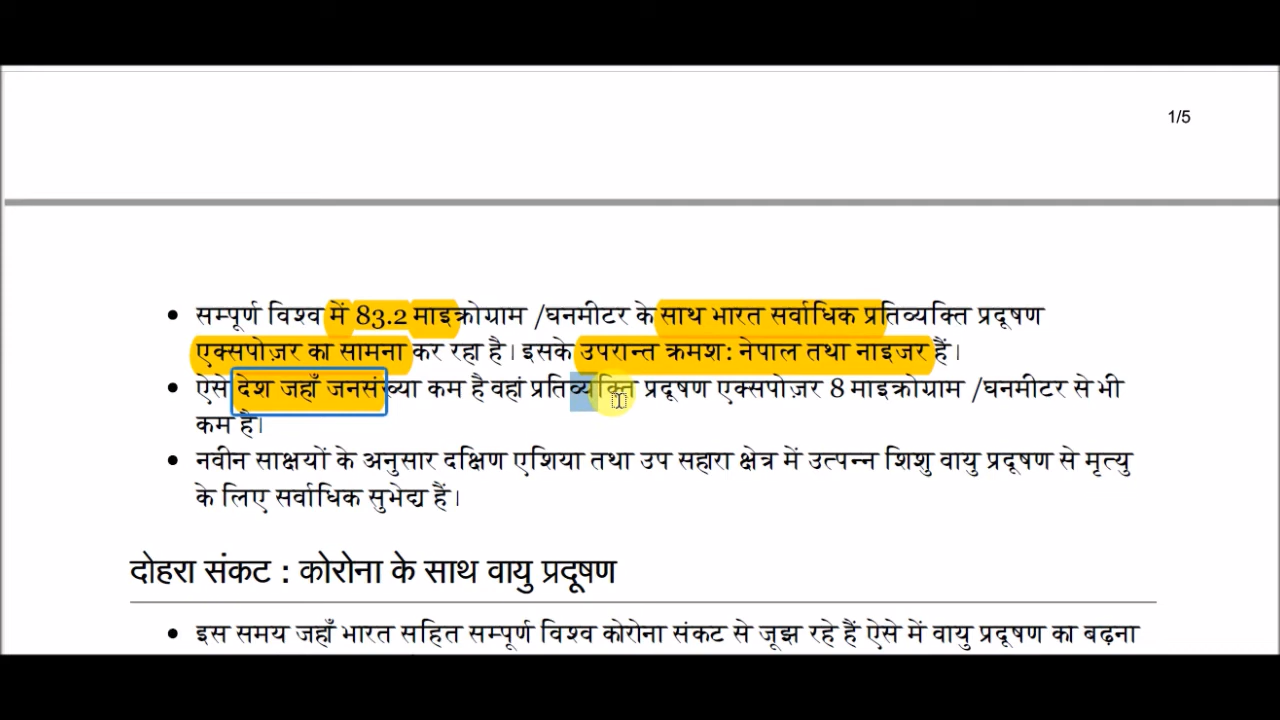 1/5
सम्पूर्ण विश्व में 83.2 माइक्रोग्राम /घनमीटर के साथ भारत सर्वाधिक प्रतिव्यक्ति प्रदूषण
एक्सपोज़र का सामना कर रहा है। इसके उपरान्त क्रमश: नेपाल तथा नाइजर हैं।
ऐसे देश जहाँ जनसंख्या कम है वहां प्रतिव्यक्ति प्रदूषण एक्सपोज़र 8 माइक्रोग्राम /घनमीटर से भी
कम है।
नवीन साक्षयों के अनुसार दक्षिण एशिया तथा उप सहारा क्षेत्र में उत्पन्न शिशु वायु प्रदूषण से मृत्यु
के लिए सर्वाधिक सुभेद्य हैं।
दोहरा संकट : कोरोना के साथ वायु प्रदूषण
इस समय जहाँ भारत सहित सम्पूर्ण विश्व कोरोना संकट से जूझ रहे हैं ऐसे में वायु प्रदूषण का बढ़ना